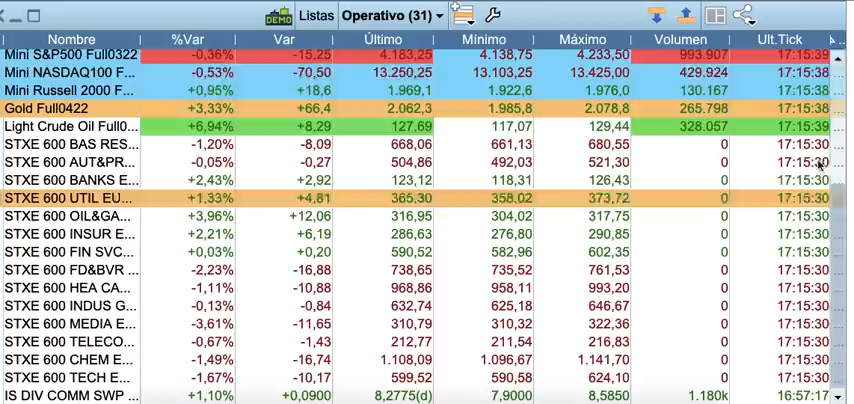 DEMO Listas Operativo (31)
Nombre %Var Var Último Mínimo Máximo Volumen Ult.Tick
Mini S&P500 Full0322 -0,36% -15,25 4.183,25 4.138,75 4.233,50 993.907 17:15:39
Mini NASDAQ100 F... -0,53% -70,50 13.250,25 13.103,25 13.425,00 429.924 17:15:38
Mini Russell 2000 F... +0,95% +18,6 1.969,1 1.922,6 1.976,0 130.167 17:15:38
Gold Full0422 +3,33% +66,4 2.062,3 1.985,8 2.078,8 265.798 17:15:38
Light Crude Oil Full0... +6,94% +8,29 127,69 117,07 129,44 328.057 17:15:39
STXE 600 BAS RES... -1,20% -8,09 668,06 661,13 680,55 0 17:15:30
STXE 600 AUT&PR... -0,05% -0,27 504,86 492,03 521,30 0 17:15:30
STXE 600 BANKS E... +2,43% +2,92 123,12 118,31 126,43 0 17:15:30
STXE 600 UTIL EU... +1,33% +4,81 365,30 358,02 373,72 0 17:15:30
STXE 600 OIL&GA... +3,96% +12,06 316,95 304,02 317,75 0 17:15:30
STXE 600 INSUR E... +2,21% +6,19 286,63 276,80 290,85 0 17:15:30
STXE 600 FIN SVC... +0,03% +0,20 590,52 582,96 602,35 0 17:15:30
STXE 600 FD&BVR ... -2,23% -16,88 738,65 735,52 761,53 0 17:15:30
STXE 600 HEA CA... -1,11% -10,88 968,86 958,11 993,20 0 17:15:30
STXE 600 INDUS G... -0,13% -0,84 632,74 625,18 646,67 0 17:15:30
STXE 600 MEDIA E... -3,61% -11,65 310,79 310,32 322,36 0 17:15:30
STXE 600 TELECO... -0,67% -1,43 212,77 211,54 216,83 0 17:15:30
STXE 600 CHEM E... -1,49% -16,74 1.108,09 1.096,67 1.141,70 0 17:15:30
STXE 600 TECH E... -1,67% -10,17 599,52 590,58 624,10 0 17:15:30
IS DIV COMM SWP ... +1,10% +0,0900 8,2775(d) 7,9000 8,5850 1.180k 16:57:17